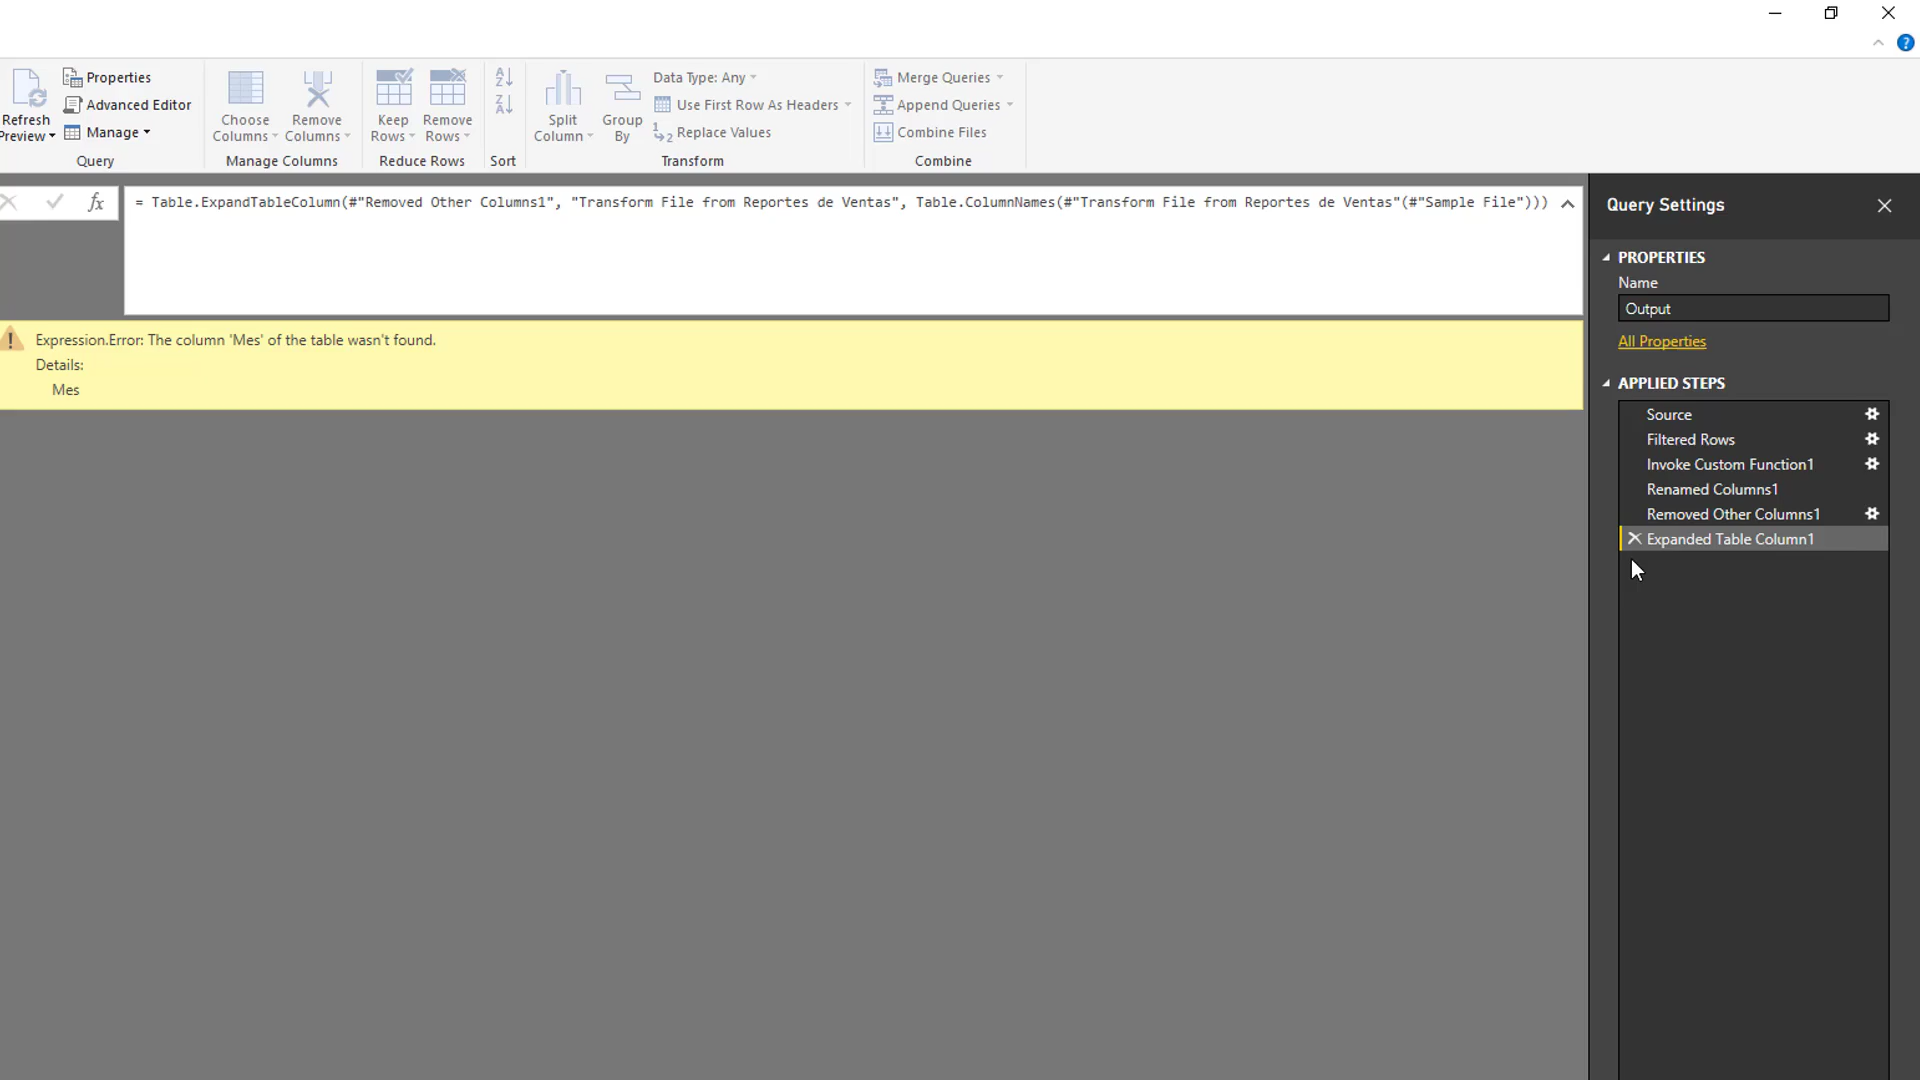 Refresh
Preview
Properties
Advanced Editor
Manage
Query
Choose
Columns
Remove
Columns
Manage Columns
Keep
Rows
Remove
Rows
Reduce Rows
Sort
Split
Column
Group
By
Data Type: Any
Use First Row As Headers
Replace Values
Transform
Merge Queries
Append Queries
Combine Files
Combine
fx
= Table.ExpandTableColumn(#"Removed Other Columns1", "Transform File from Reportes de Ventas", Table.ColumnNames(#"Transform File from Reportes de Ventas"(#"Sample File")))
Expression.Error: The column 'Mes' of the table wasn't found.
Details:
Mes
Query Settings
PROPERTIES
Name
Output
All Properties
APPLIED STEPS
Source
Filtered Rows
Invoke Custom Function1
Renamed Columns1
Removed Other Columns1
Expanded Table Column1